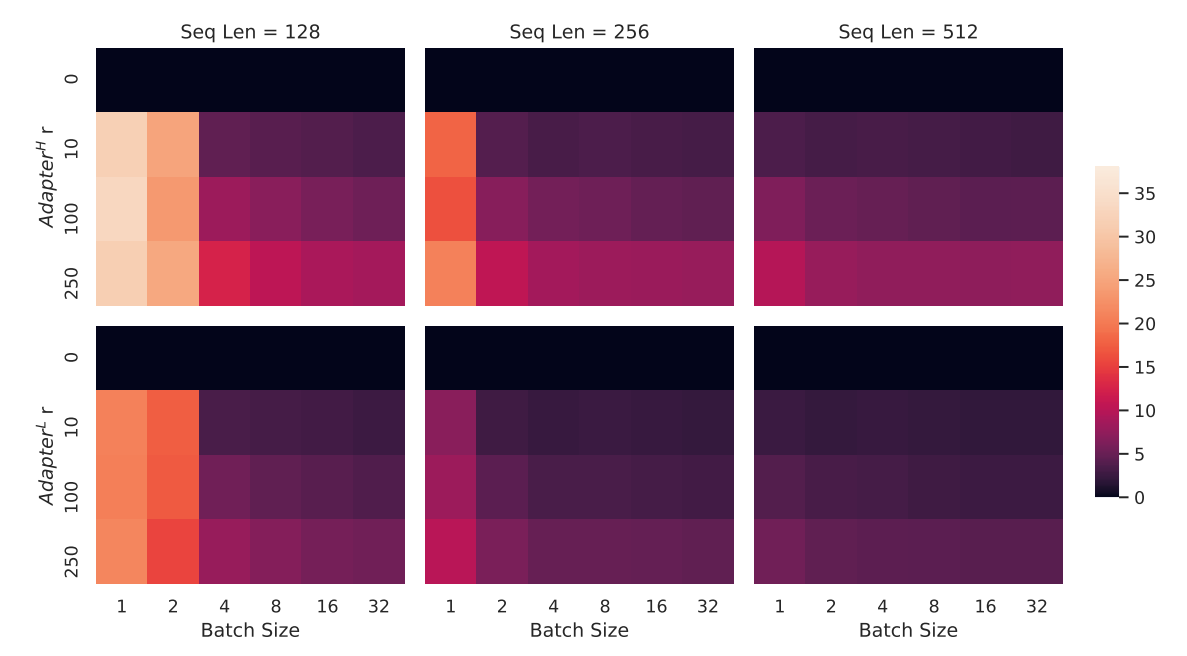 Seq Len = 128
Seq Len = 256
Seq Len = 512
Adapter^H r
0
10
100
250
Adapter^L r
0
10
100
250
35
30
25
20
15
10
5
0
1 2 4 8 16 32
1 2 4 8 16 32
1 2 4 8 16 32
Batch Size
Batch Size
Batch Size